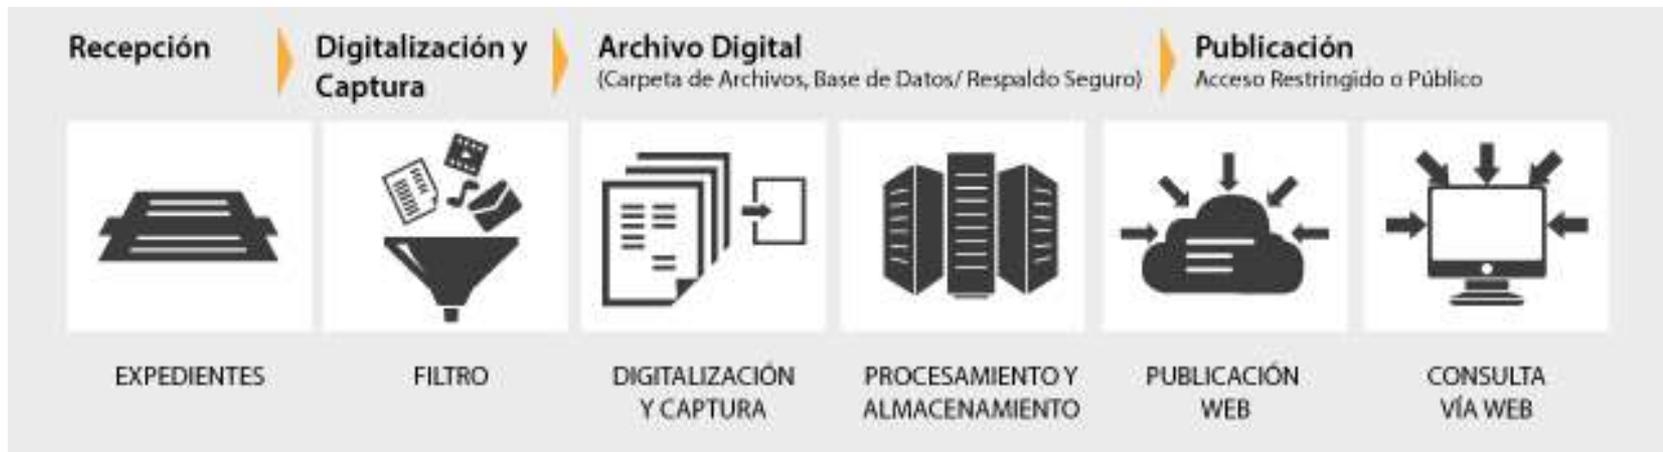 Recepción
Digitalización y
Captura
Archivo Digital
(Carpeta de Archivos, Base de Datos/ Respaldo Seguro)
Publicación
Acceso Restringido o Público
EXPEDIENTES
FILTRO
DIGITALIZACIÓN
Y CAPTURA
PROCESAMIENTO Y
ALMACENAMIENTO
PUBLICACIÓN
WEB
CONSULTA
VÍA WEB